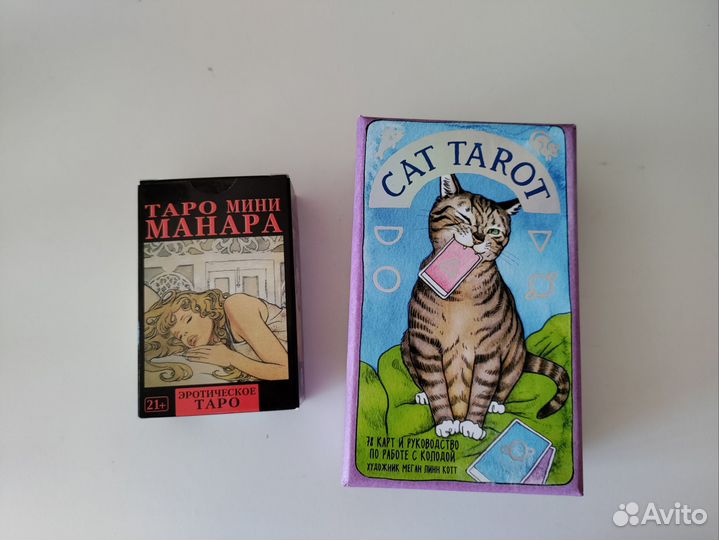 ТАРО МИНИ
МАНАРА
21+
ЭРОТИЧЕСКОЕ
ТАРО
CAT TAROT
78 КАРТ И РУКОВОДСТВО
ПО РАБОТЕ С КОЛОДОЙ
ХУДОЖНИК МЕГАН ЛИНН КОТТ
Avito